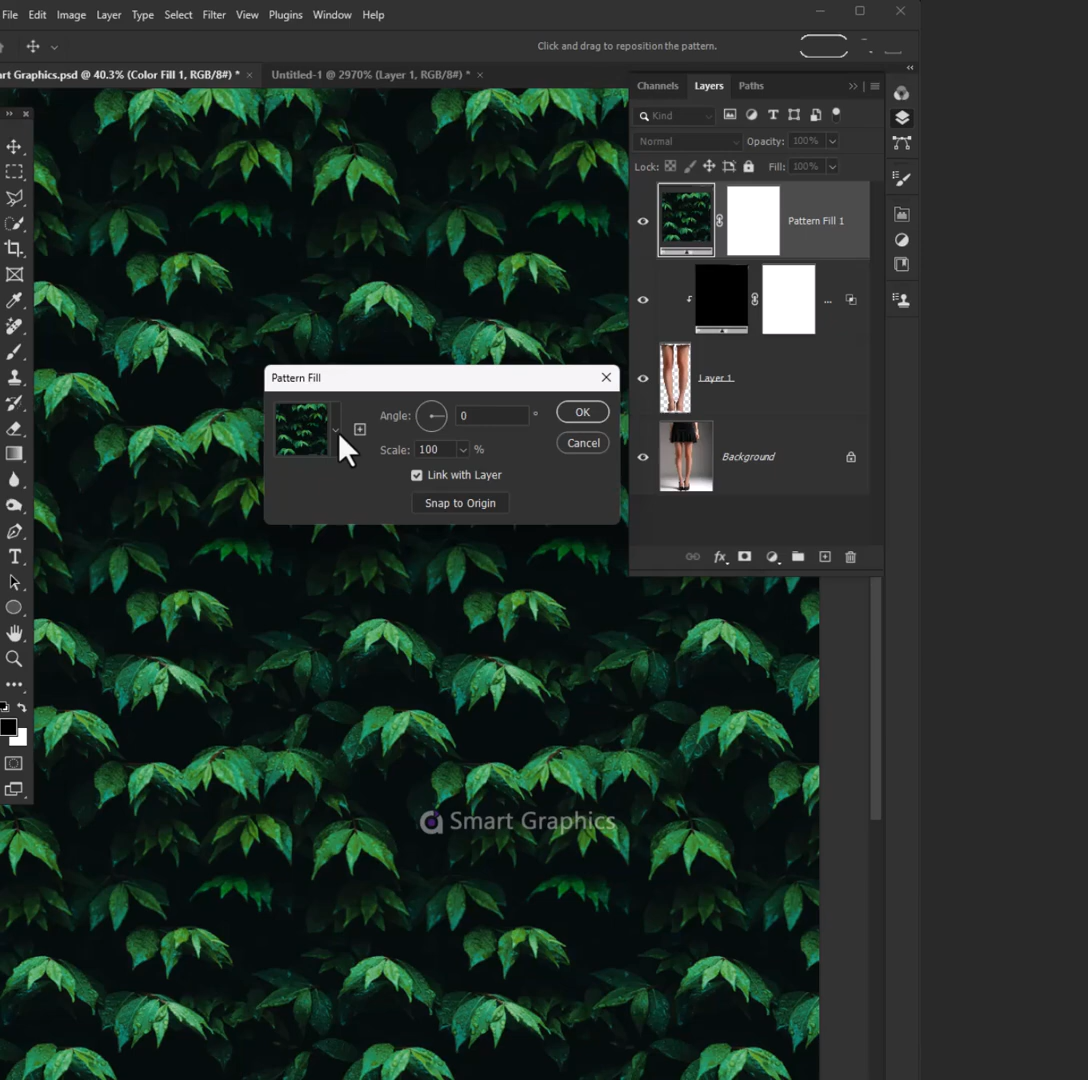 File Edit Image Layer Type Select Filter View Plugins Window Help
Click and drag to reposition the pattern.
rt Graphics.psd @ 40.3% (Color Fill 1, RGB/8#) * × Untitled-1 @ 2970% (Layer 1, RGB/8#) * ×
Channels Layers Paths
Kind
Normal Opacity: 100%
Lock: Fill: 100%
Pattern Fill 1
...
Layer 1
Background
fx
Pattern Fill
Angle: 0 °
OK
Scale: 100 %
Cancel
Link with Layer
Snap to Origin
Smart Graphics